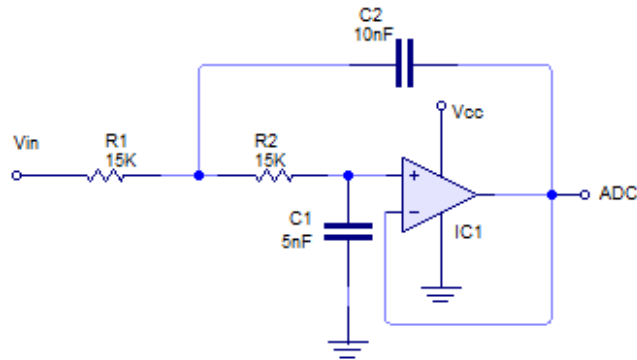 C2
10nF
Vcc
Vin
R1
15K
R2
15K
+
−
ADC
C1
5nF
IC1